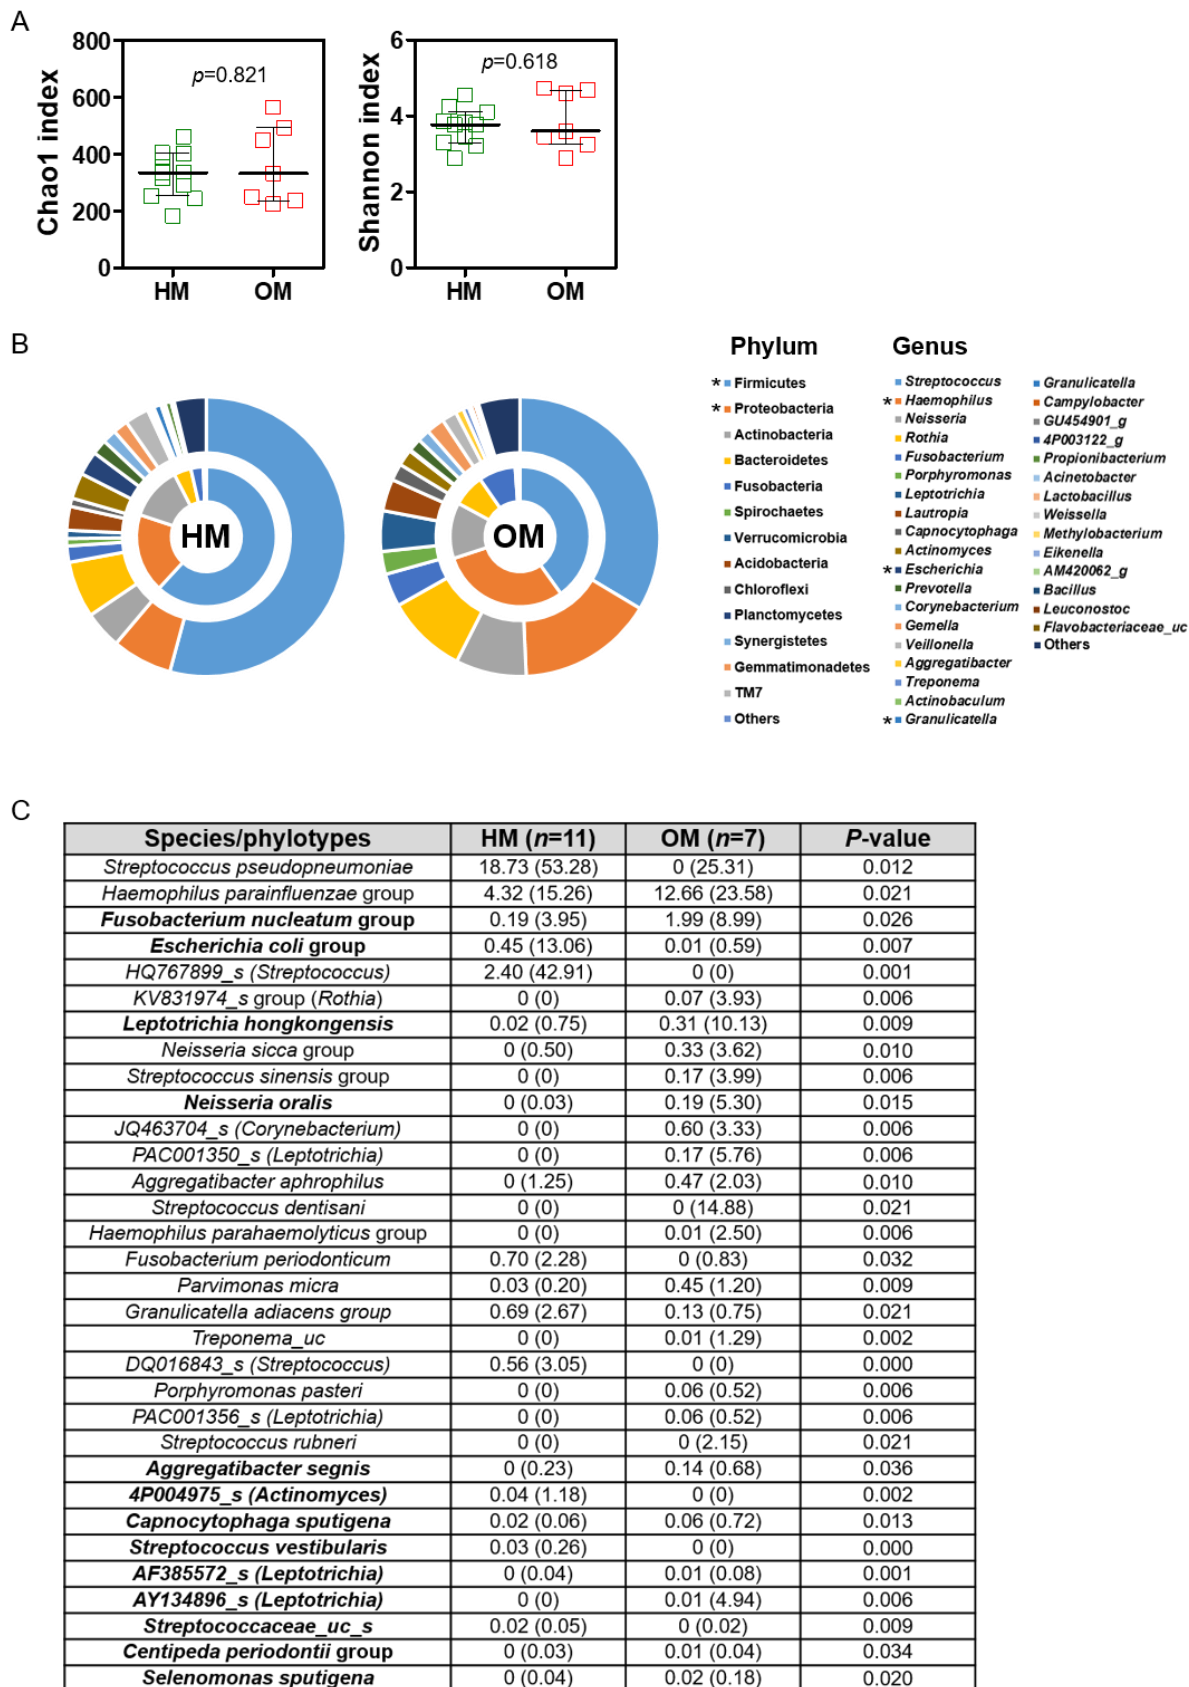 A
800
600
400
200
0
Chao1 index
p=0.821
HM
OM
6
4
2
0
Shannon index
p=0.618
HM
OM
B
HM
OM
Phylum
* Firmicutes
* Proteobacteria
Actinobacteria
Bacteroidetes
Fusobacteria
Spirochaetes
Verrucomicrobia
Acidobacteria
Chloroflexi
Planctomycetes
Synergistetes
Gemmatimonadetes
TM7
Others
Genus
Streptococcus
* Haemophilus
Neisseria
Rothia
Fusobacterium
Porphyromonas
Leptotrichia
Lautropia
Capnocytophaga
Actinomyces
* Escherichia
Prevotella
Corynebacterium
Gemella
Veillonella
Aggregatibacter
Treponema
Actinobaculum
* Granulicatella
Granulicatella
Campylobacter
GU454901_g
4P003122_g
Propionibacterium
Acinetobacter
Lactobacillus
Weissella
Methylobacterium
Eikenella
AM420062_g
Bacillus
Leuconostoc
Flavobacteriaceae_uc
Others
C
Species/phylotypes HM (n=11) OM (n=7) P-value
Streptococcus pseudopneumoniae 18.73 (53.28) 0 (25.31) 0.012
Haemophilus parainfluenzae group 4.32 (15.26) 12.66 (23.58) 0.021
Fusobacterium nucleatum group 0.19 (3.95) 1.99 (8.99) 0.026
Escherichia coli group 0.45 (13.06) 0.01 (0.59) 0.007
HQ767899_s (Streptococcus) 2.40 (42.91) 0 (0) 0.001
KV831974_s group (Rothia) 0 (0) 0.07 (3.93) 0.006
Leptotrichia hongkongensis 0.02 (0.75) 0.31 (10.13) 0.009
Neisseria sicca group 0 (0.50) 0.33 (3.62) 0.010
Streptococcus sinensis group 0 (0) 0.17 (3.99) 0.006
Neisseria oralis 0 (0.03) 0.19 (5.30) 0.015
JQ463704_s (Corynebacterium) 0 (0) 0.60 (3.33) 0.006
PAC001350_s (Leptotrichia) 0 (0) 0.17 (5.76) 0.006
Aggregatibacter aphrophilus 0 (1.25) 0.47 (2.03) 0.010
Streptococcus dentisani 0 (0) 0 (14.88) 0.021
Haemophilus parahaemolyticus group 0 (0) 0.01 (2.50) 0.006
Fusobacterium periodonticum 0.70 (2.28) 0 (0.83) 0.032
Parvimonas micra 0.03 (0.20) 0.45 (1.20) 0.009
Granulicatella adiacens group 0.69 (2.67) 0.13 (0.75) 0.021
Treponema_uc 0 (0) 0.01 (1.29) 0.002
DQ016843_s (Streptococcus) 0.56 (3.05) 0 (0) 0.000
Porphyromonas pasteri 0 (0) 0.06 (0.52) 0.006
PAC001356_s (Leptotrichia) 0 (0) 0.06 (0.52) 0.006
Streptococcus rubneri 0 (0) 0 (2.15) 0.021
Aggregatibacter segnis 0 (0.23) 0.14 (0.68) 0.036
4P004975_s (Actinomyces) 0.04 (1.18) 0 (0) 0.002
Capnocytophaga sputigena 0.02 (0.06) 0.06 (0.72) 0.013
Streptococcus vestibularis 0.03 (0.26) 0 (0) 0.000
AF385572_s (Leptotrichia) 0 (0.04) 0.01 (0.08) 0.001
AY134896_s (Leptotrichia) 0 (0) 0.01 (4.94) 0.006
Streptococcaceae_uc_s 0.02 (0.05) 0 (0.02) 0.009
Centipeda periodontii group 0 (0.03) 0.01 (0.04) 0.034
Selenomonas sputigena 0 (0.04) 0.02 (0.18) 0.020